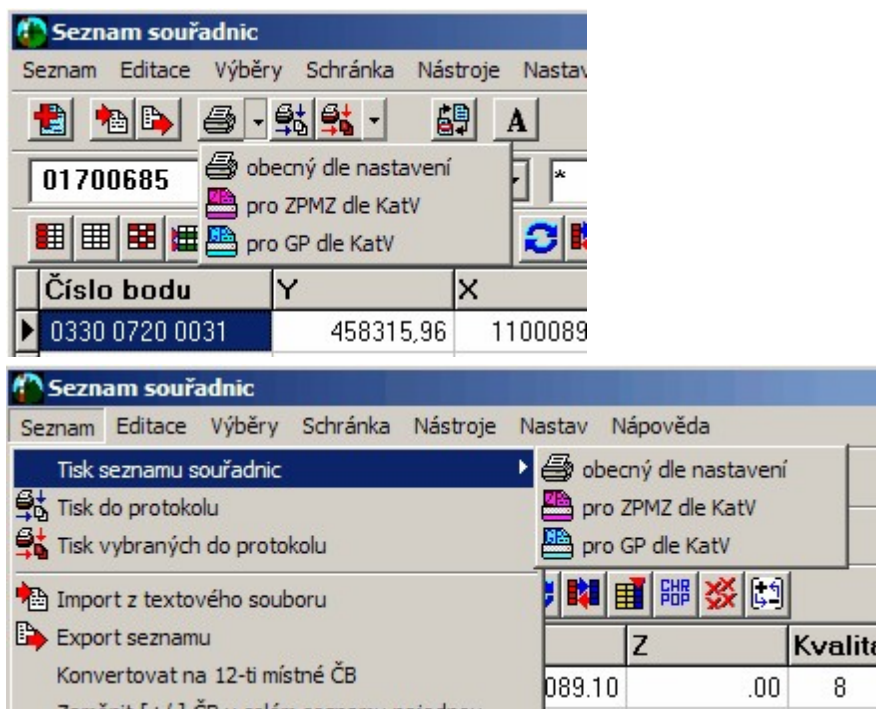 Seznam souřadnic
Seznam Editace Výběry Schránka Nástroje Nastav
A
obecný dle nastavení
01700685 *
pro ZPMZ dle KatV
pro GP dle KatV
Číslo bodu Y X
0330 0720 0031 458315,96 1100089
Seznam souřadnic
Seznam Editace Výběry Schránka Nástroje Nastav Nápověda
Tisk seznamu souřadnic obecný dle nastavení
Tisk do protokolu pro ZPMZ dle KatV
Tisk vybraných do protokolu pro GP dle KatV
Import z textového souboru CHR POP
Export seznamu Z Kvalita
Konvertovat na 12-ti místné ČB 089.10 .00 8